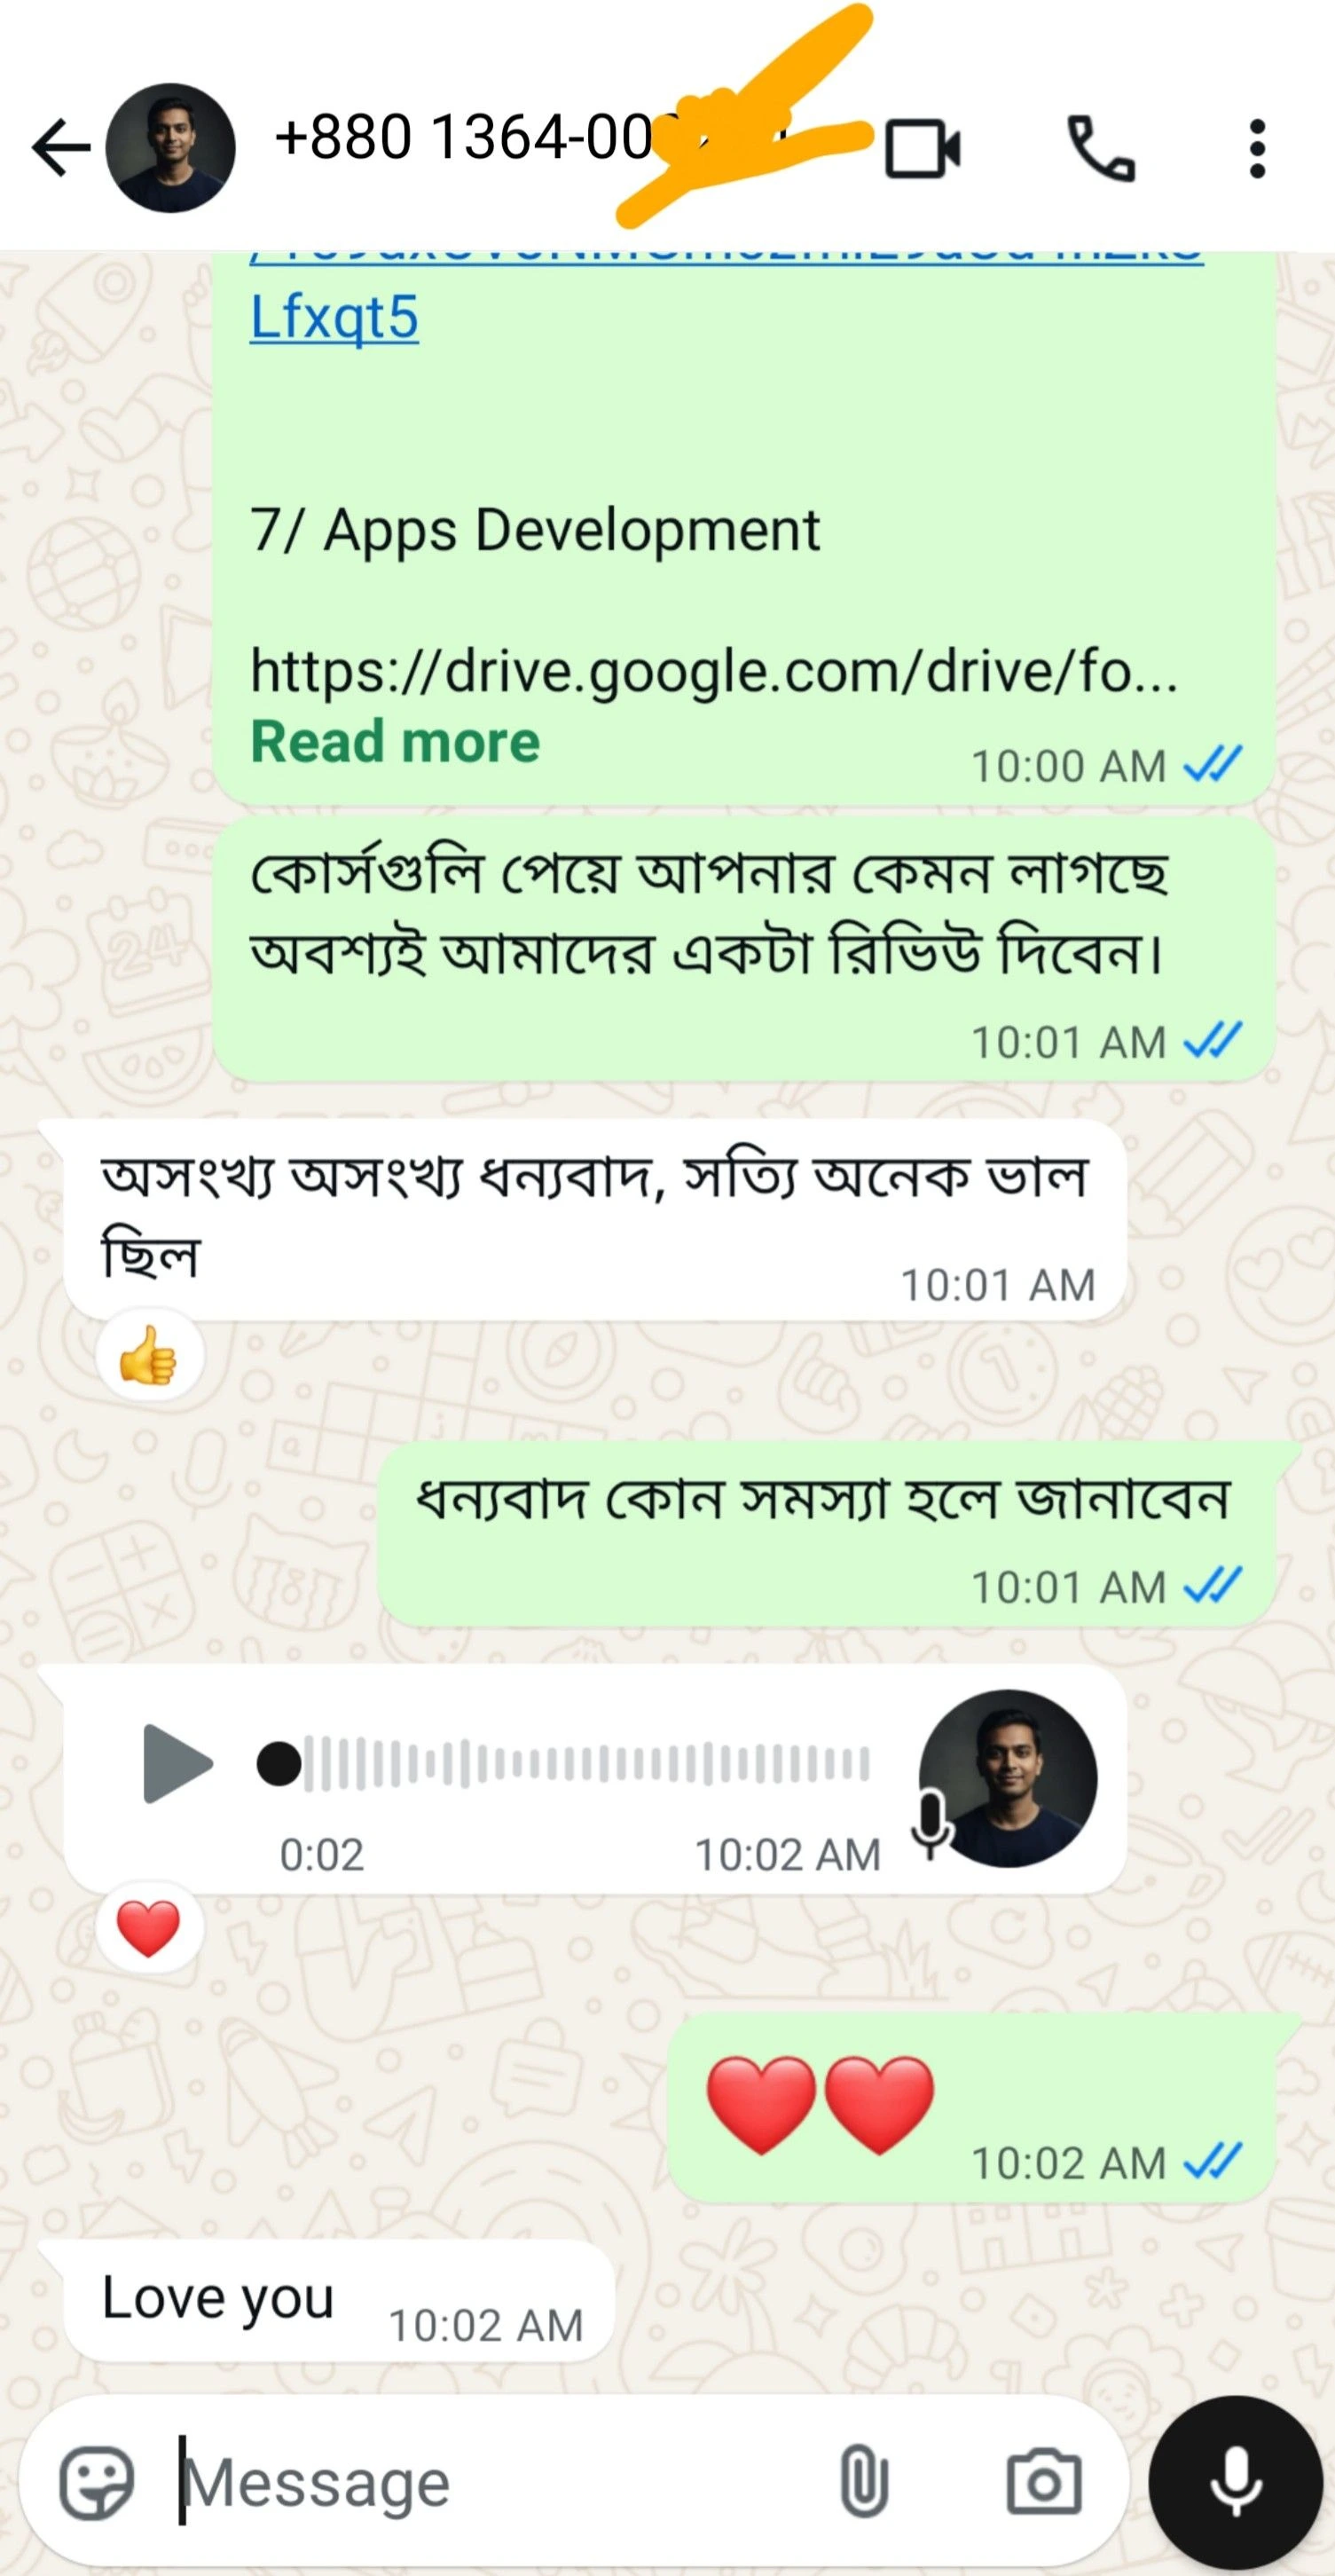 +880 1364-00
Lfxqt5
7/ Apps Development
https://drive.google.com/drive/fo...
Read more
10:00 AM
কোর্সগুলি পেয়ে আপনার কেমন লাগছে
অবশ্যই আমাদের একটা রিভিউ দিবেন।
10:01 AM
অসংখ্য অসংখ্য ধন্যবাদ, সত্যি অনেক ভাল
ছিল
10:01 AM
ধন্যবাদ কোন সমস্যা হলে জানাবেন
10:01 AM
0:02
10:02 AM
10:02 AM
Love you
10:02 AM
Message